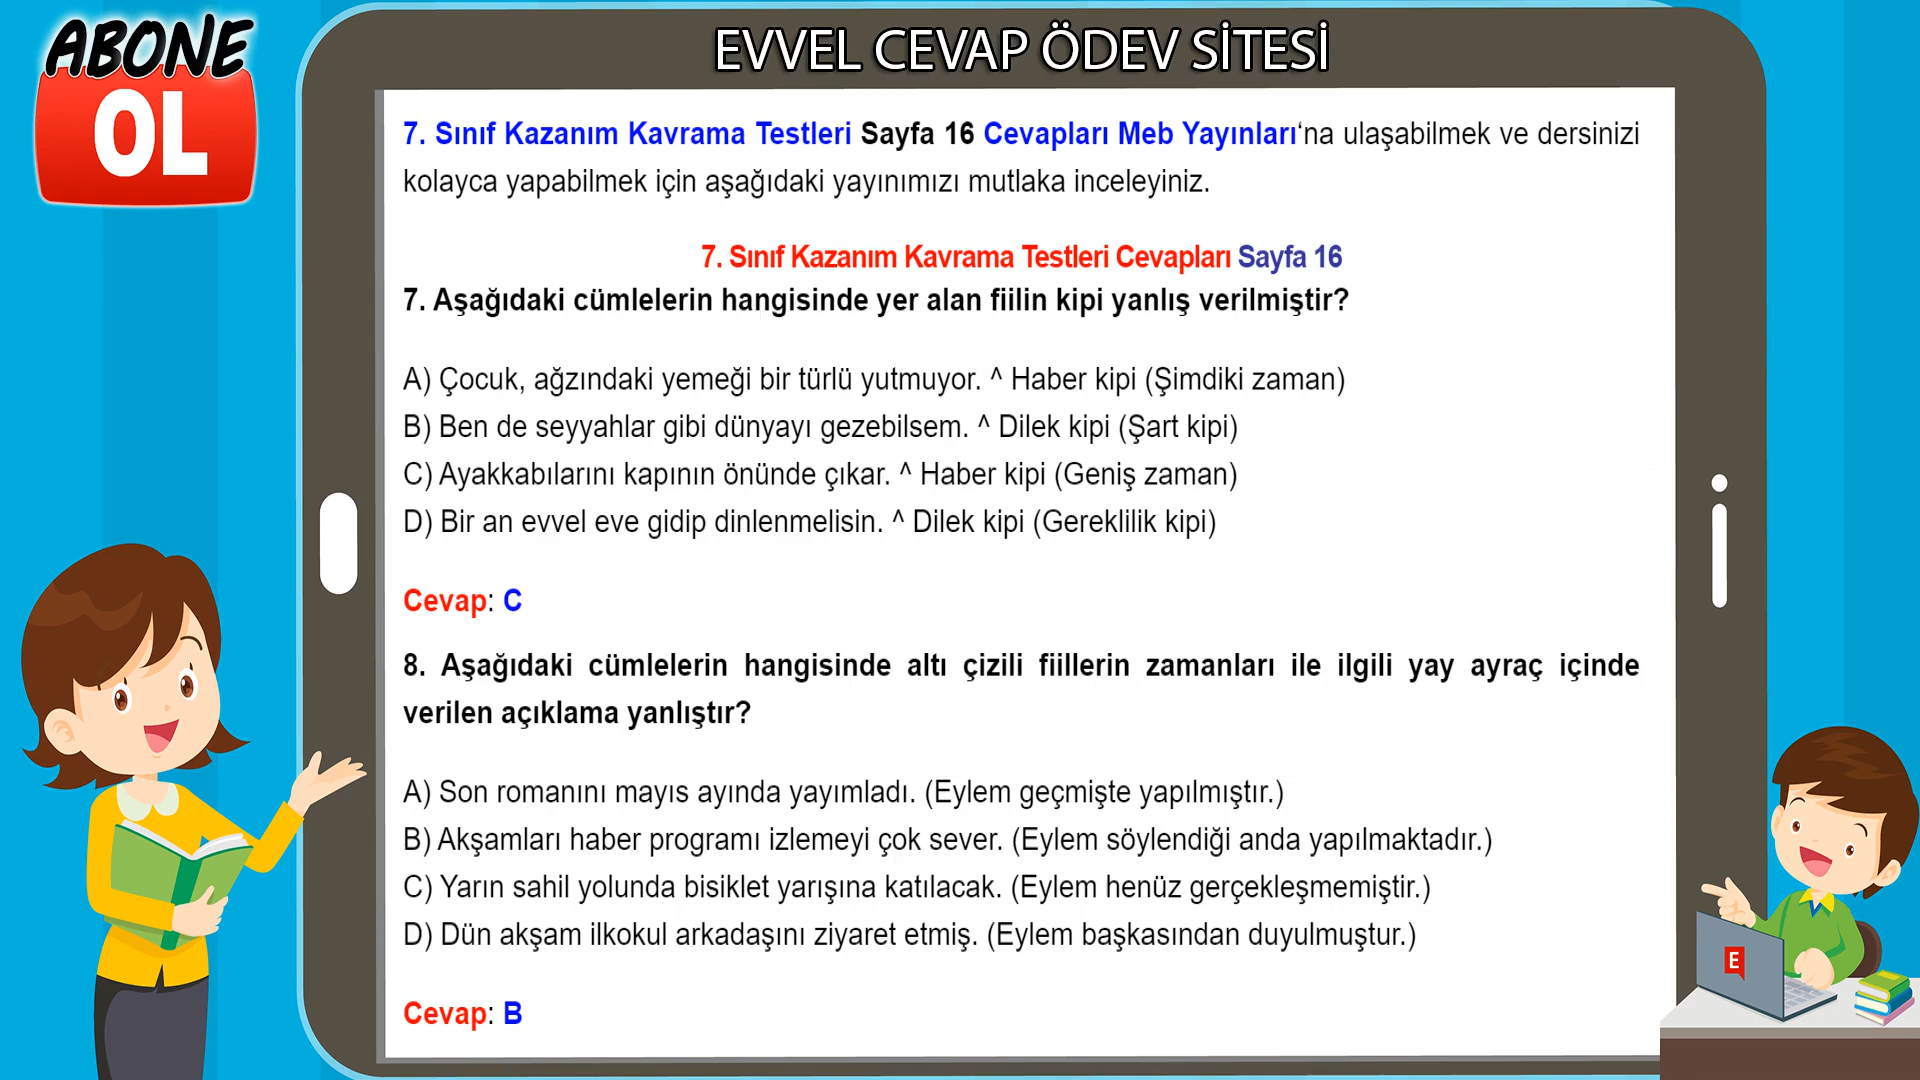 ABONE
OL
EVVEL CEVAP ÖDEV SİTESİ
7. Sınıf Kazanım Kavrama Testleri Sayfa 16 Cevapları Meb Yayınları‘na ulaşabilmek ve dersinizi
kolayca yapabilmek için aşağıdaki yayınımızı mutlaka inceleyiniz.
7. Sınıf Kazanım Kavrama Testleri Cevapları Sayfa 16
7. Aşağıdaki cümlelerin hangisinde yer alan fiilin kipi yanlış verilmiştir?
A) Çocuk, ağzındaki yemeği bir türlü yutmuyor. ^ Haber kipi (Şimdiki zaman)
B) Ben de seyyahlar gibi dünyayı gezebilsem. ^ Dilek kipi (Şart kipi)
C) Ayakkabılarını kapının önünde çıkar. ^ Haber kipi (Geniş zaman)
D) Bir an evvel eve gidip dinlenmelisin. ^ Dilek kipi (Gereklilik kipi)
Cevap: C
8. Aşağıdaki cümlelerin hangisinde altı çizili fiillerin zamanları ile ilgili yay ayraç içinde
verilen açıklama yanlıştır?
A) Son romanını mayıs ayında yayımladı. (Eylem geçmişte yapılmıştır.)
B) Akşamları haber programı izlemeyi çok sever. (Eylem söylendiği anda yapılmaktadır.)
C) Yarın sahil yolunda bisiklet yarışına katılacak. (Eylem henüz gerçekleşmemiştir.)
D) Dün akşam ilkokul arkadaşını ziyaret etmiş. (Eylem başkasından duyulmuştur.)
Cevap: B
E